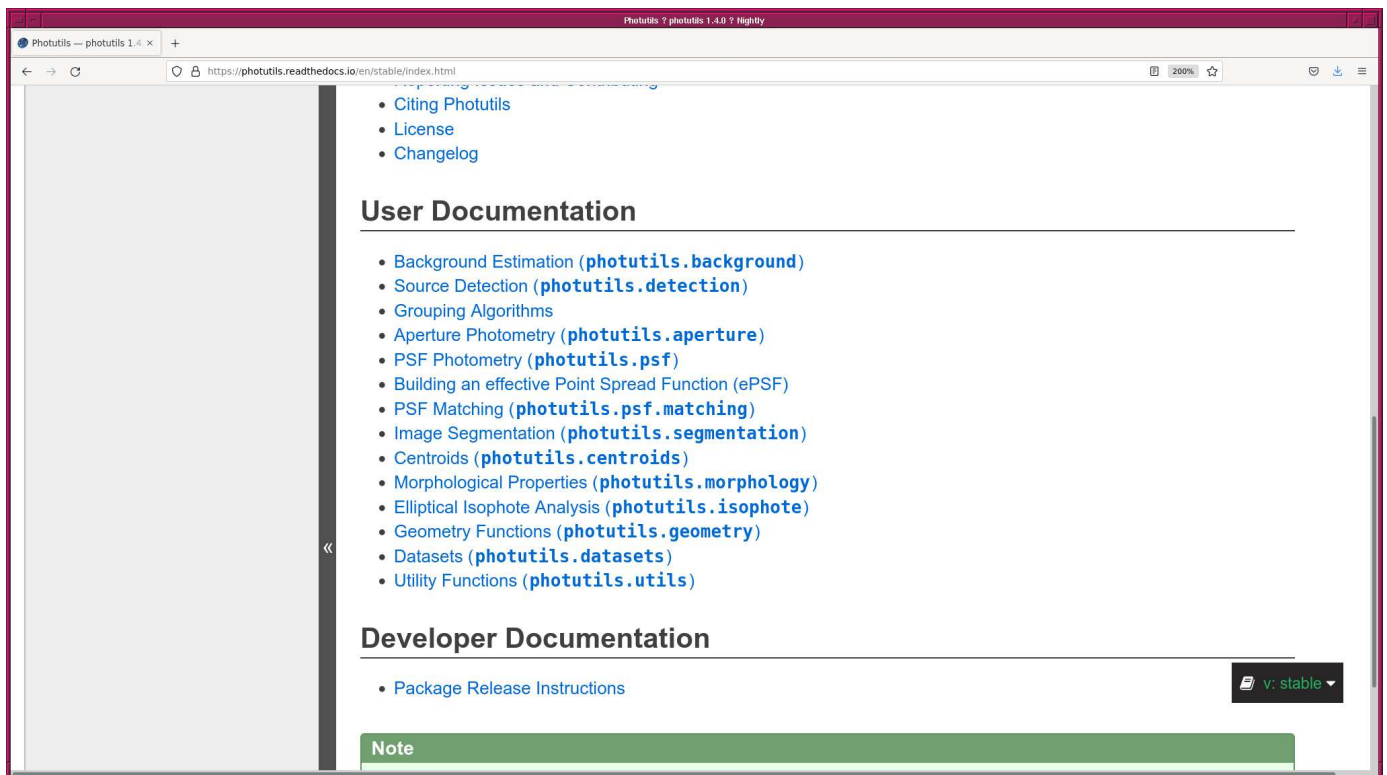 Photutils ? photutils 1.4.0 ? Nightly
Photutils — photutils 1.4
https://photutils.readthedocs.io/en/stable/index.html
200%
Reporting Issues and Contributing
Citing Photutils
License
Changelog
User Documentation
Background Estimation (photutils.background)
Source Detection (photutils.detection)
Grouping Algorithms
Aperture Photometry (photutils.aperture)
PSF Photometry (photutils.psf)
Building an effective Point Spread Function (ePSF)
PSF Matching (photutils.psf.matching)
Image Segmentation (photutils.segmentation)
Centroids (photutils.centroids)
Morphological Properties (photutils.morphology)
Elliptical Isophote Analysis (photutils.isophote)
Geometry Functions (photutils.geometry)
«
Datasets (photutils.datasets)
Utility Functions (photutils.utils)
Developer Documentation
Package Release Instructions
v: stable
Note